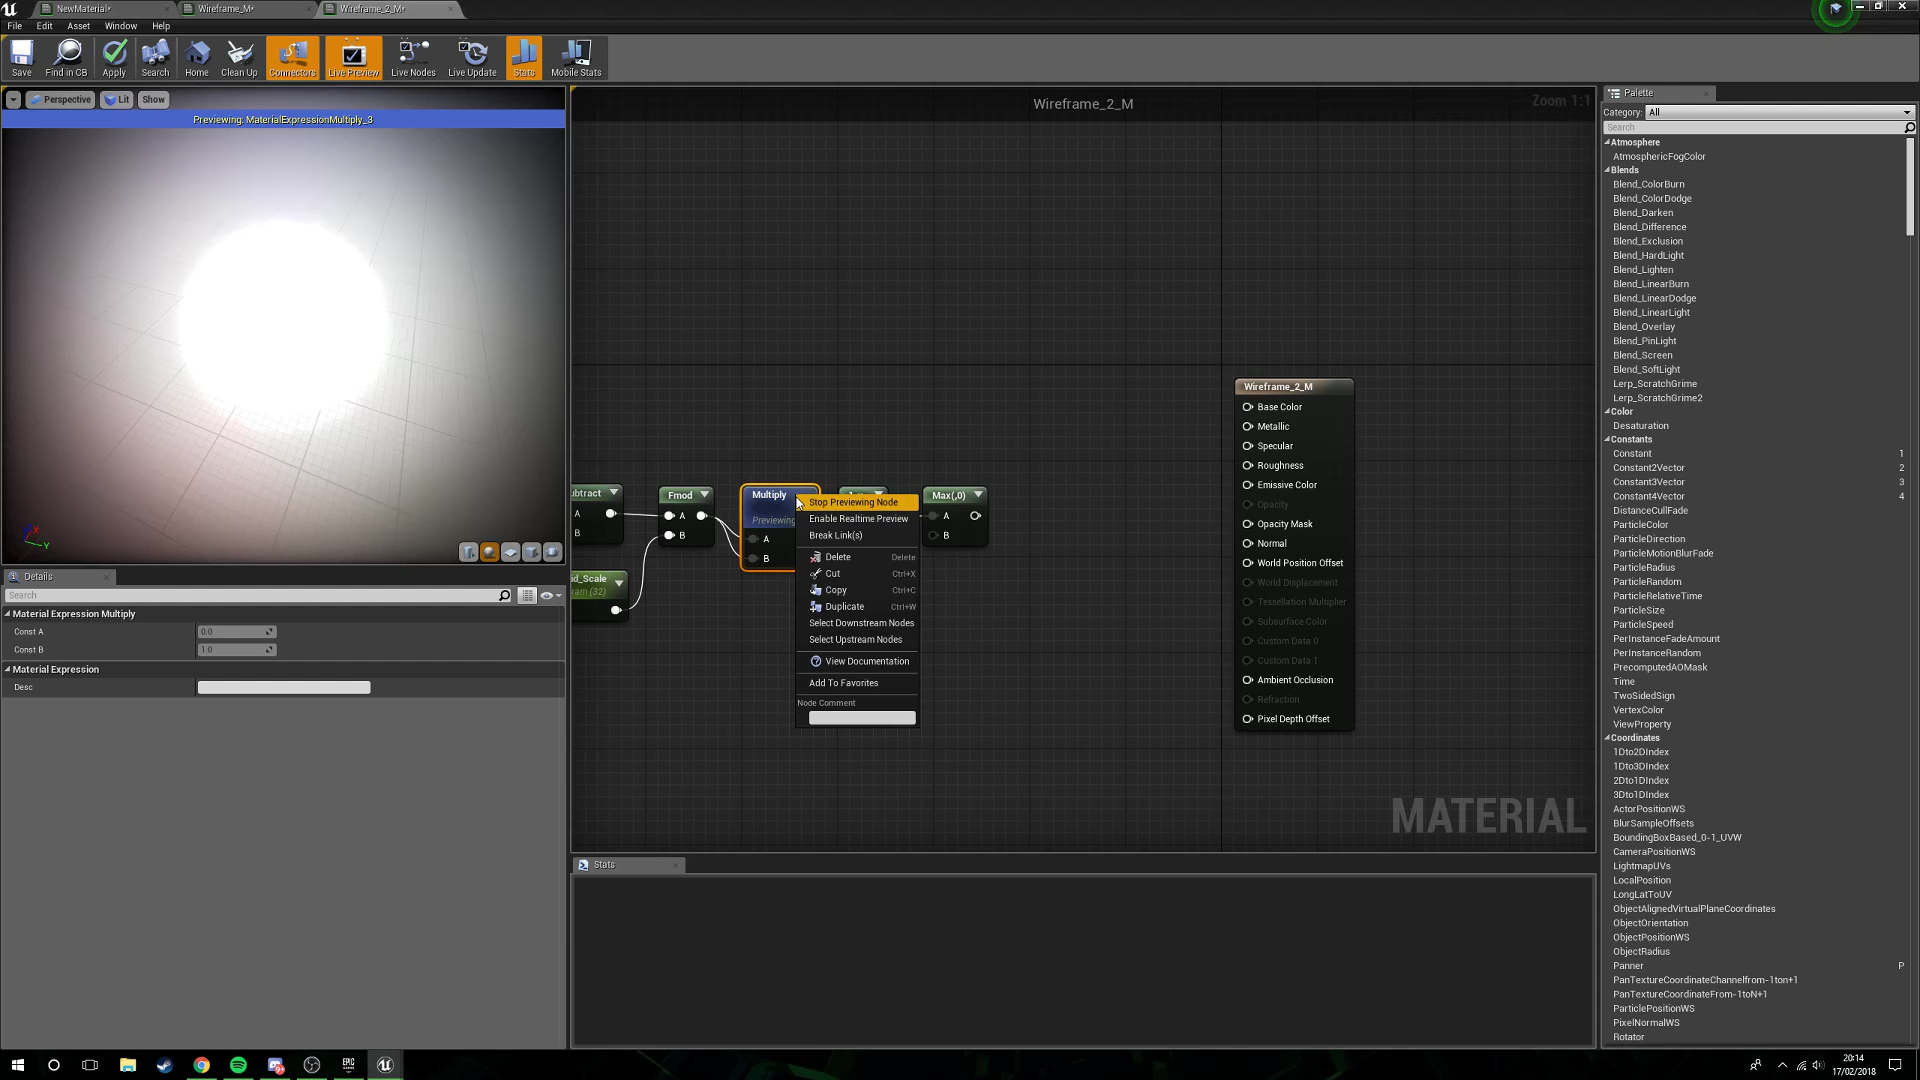 NewMaterial*
Wireframe_M*
Wireframe_2_M*
File Edit Asset Window Help
Save Find in CB Apply Search Home Clean Up Connectors Live Preview Live Nodes Live Update Stats Mobile Stats
Perspective Lit Show
Previewing: MaterialExpressionMultiply_3
Wireframe_2_M
Zoom 1:1
ubtract
A
B
Fmod
A
B
id_Scale
ram (32)
Multiply
Previewing
A
B
Max(,0)
A
B
Stop Previewing Node
Enable Realtime Preview
Break Link(s)
Delete Delete
Cut Ctrl+X
Copy Ctrl+C
Duplicate Ctrl+W
Select Downstream Nodes
Select Upstream Nodes
View Documentation
Add To Favorites
Node Comment
Wireframe_2_M
Base Color
Metallic
Specular
Roughness
Emissive Color
Opacity
Opacity Mask
Normal
World Position Offset
World Displacement
Tessellation Multiplier
Subsurface Color
Custom Data 0
Custom Data 1
Ambient Occlusion
Refraction
Pixel Depth Offset
MATERIAL
X
Y
Details
Search
Material Expression Multiply
Const A 0.0
Const B 1.0
Material Expression
Desc
Stats
Palette
Category: All
Search
Atmosphere
AtmosphericFogColor
Blends
Blend_ColorBurn
Blend_ColorDodge
Blend_Darken
Blend_Difference
Blend_Exclusion
Blend_HardLight
Blend_Lighten
Blend_LinearBurn
Blend_LinearDodge
Blend_LinearLight
Blend_Overlay
Blend_PinLight
Blend_Screen
Blend_SoftLight
Lerp_ScratchGrime
Lerp_ScratchGrime2
Color
Desaturation
Constants
Constant 1
Constant2Vector 2
Constant3Vector 3
Constant4Vector 4
DistanceCullFade
ParticleColor
ParticleDirection
ParticleMotionBlurFade
ParticleRadius
ParticleRandom
ParticleRelativeTime
ParticleSize
ParticleSpeed
PerInstanceFadeAmount
PerInstanceRandom
PrecomputedAOMask
Time
TwoSidedSign
VertexColor
ViewProperty
Coordinates
1Dto2DIndex
1Dto3DIndex
2Dto1DIndex
3Dto1DIndex
ActorPositionWS
BlurSampleOffsets
BoundingBoxBased_0-1_UVW
CameraPositionWS
LightmapUVs
LocalPosition
LongLatToUV
ObjectAlignedVirtualPlaneCoordinates
ObjectOrientation
ObjectPositionWS
ObjectRadius
Panner P
PanTextureCoordinateChannelfrom-1ton+1
PanTextureCoordinateFrom-1toN+1
ParticlePositionWS
PixelNormalWS
Rotator
EPIC GAMES
20:14
17/02/2018